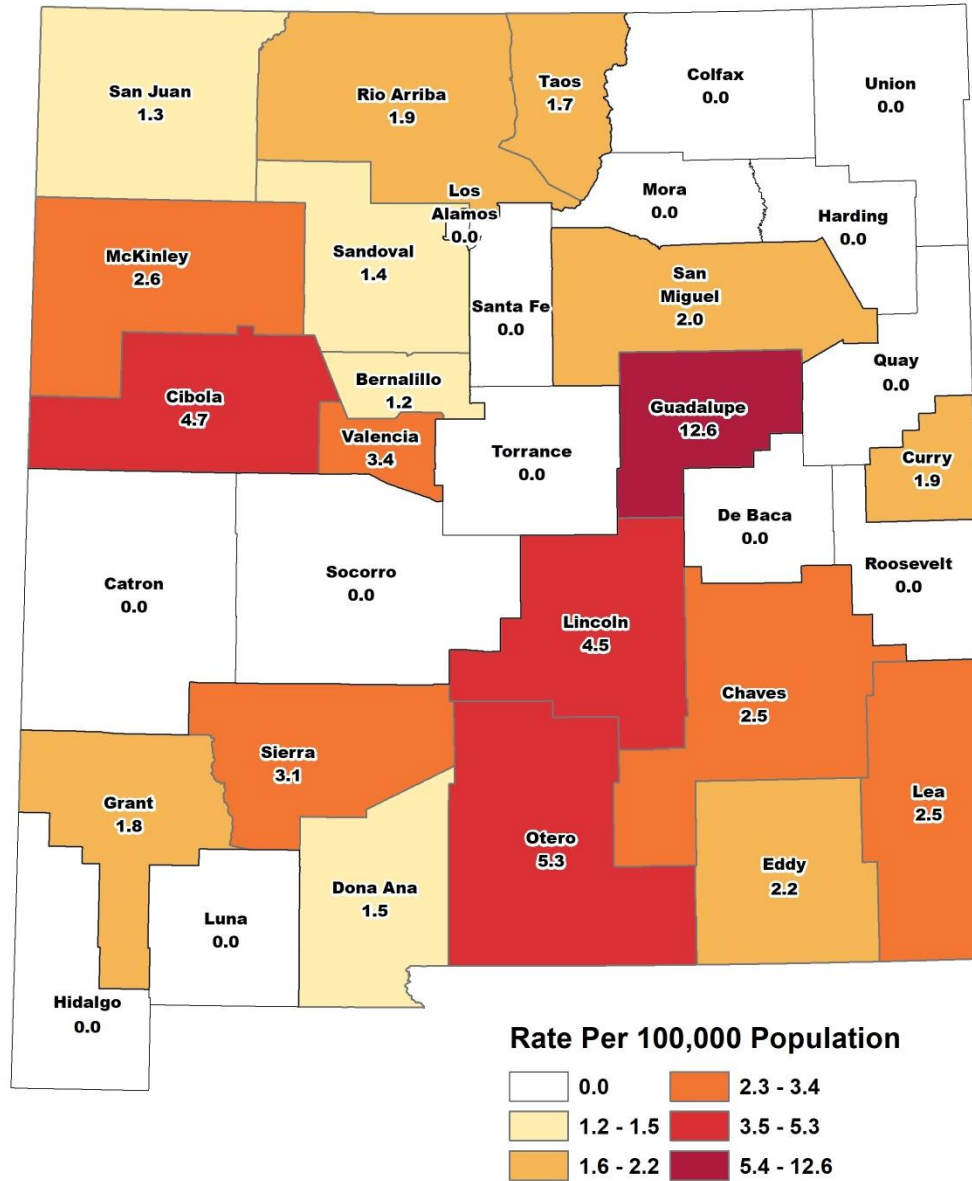 San Juan
1.3
Rio Arriba
1.9
Taos
1.7
Colfax
0.0
Union
0.0
Los
Alamos
0.0
Mora
0.0
Harding
0.0
McKinley
2.6
Sandoval
1.4
Santa Fe
0.0
San
Miguel
2.0
Quay
0.0
Cibola
4.7
Bernalillo
1.2
Valencia
3.4
Torrance
0.0
Guadalupe
12.6
Curry
1.9
De Baca
0.0
Roosevelt
0.0
Catron
0.0
Socorro
0.0
Lincoln
4.5
Chaves
2.5
Sierra
3.1
Grant
1.8
Otero
5.3
Lea
2.5
Eddy
2.2
Dona Ana
1.5
Luna
0.0
Hidalgo
0.0
Rate Per 100,000 Population
0.0
2.3 - 3.4
1.2 - 1.5
3.5 - 5.3
1.6 - 2.2
5.4 - 12.6